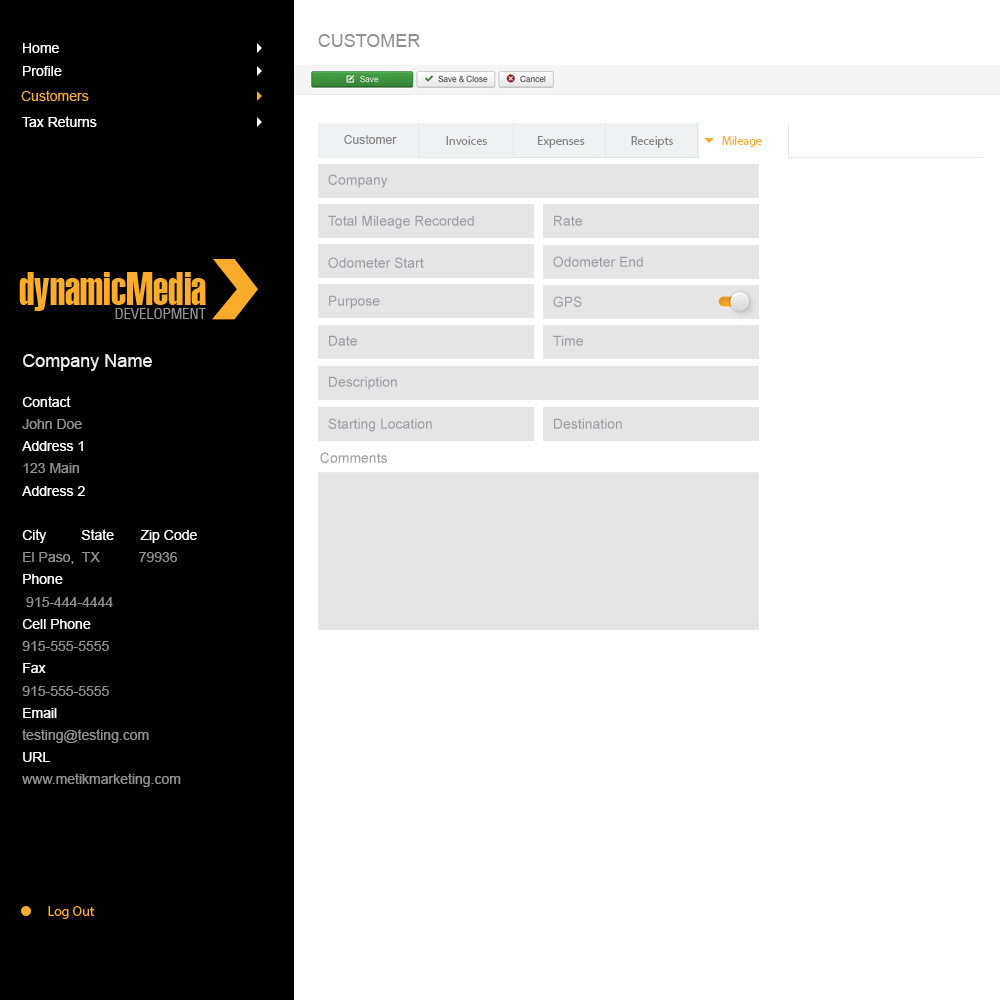 Home
Profile
Customers
Tax Returns
dynamicMedia
DEVELOPMENT
Company Name
Contact
John Doe
Address 1
123 Main
Address 2
City State Zip Code
El Paso, TX 79936
Phone
915-444-4444
Cell Phone
915-555-5555
Fax
915-555-5555
Email
testing@testing.com
URL
www.metikmarketing.com
Log Out
CUSTOMER
Save Save & Close Cancel
Customer Invoices Expenses Receipts Mileage
Company
Total Mileage Recorded Rate
Odometer Start Odometer End
Purpose GPS
Date Time
Description
Starting Location Destination
Comments